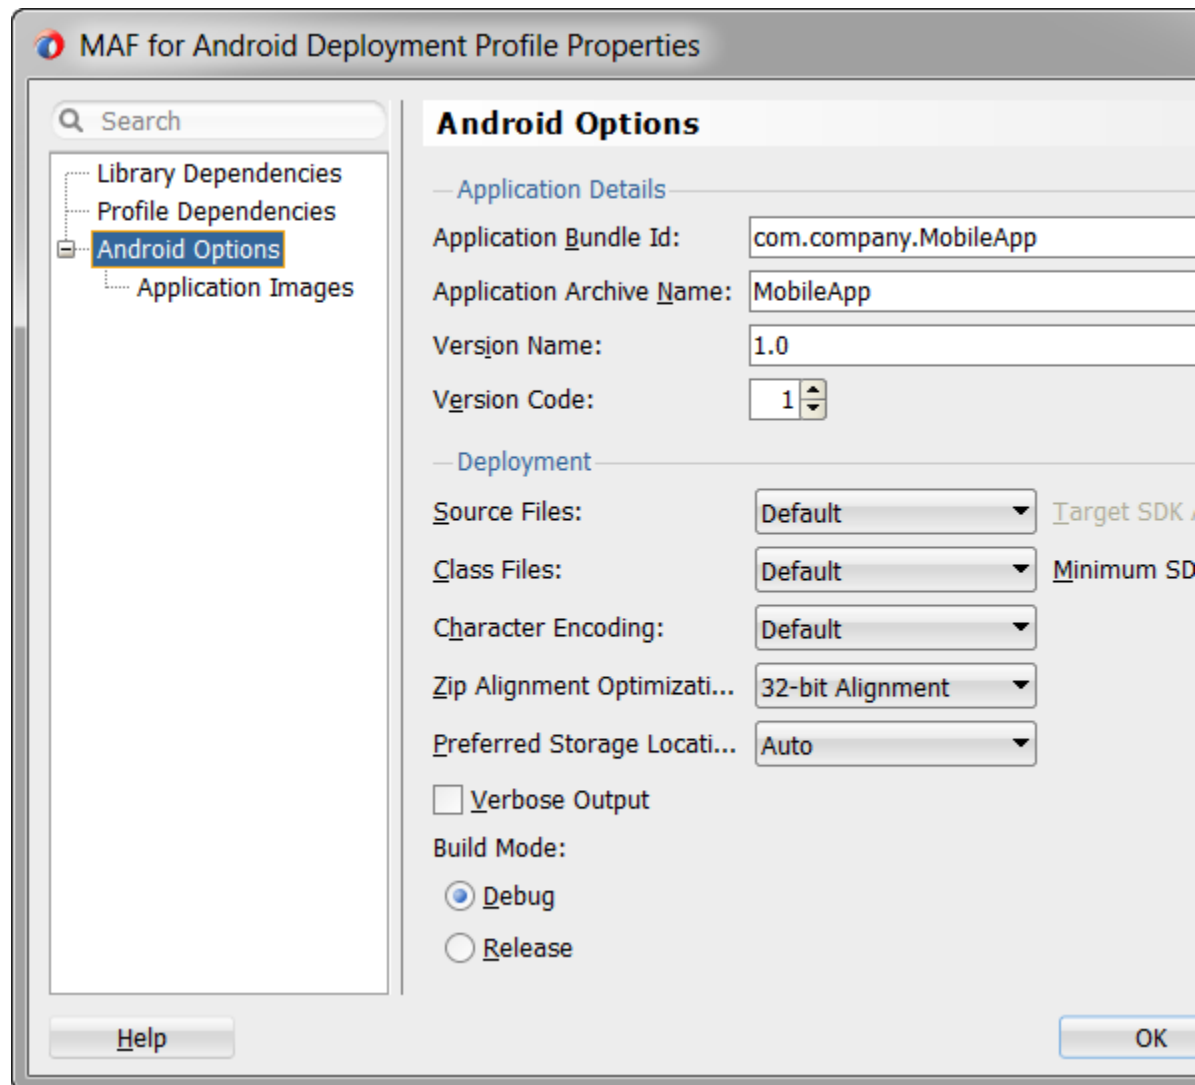 MAF for Android Deployment Profile Properties
Search
Library Dependencies
Profile Dependencies
Android Options
Application Images
Android Options
Application Details
Application Bundle Id: com.company.MobileApp
Application Archive Name: MobileApp
Version Name: 1.0
Version Code: 1
Deployment
Source Files: Default Target SDK
Class Files: Default Minimum
Character Encoding: Default
Zip Alignment Optimizati... 32-bit Alignment
Preferred Storage Locati... Auto
Verbose Output
Build Mode:
Debug
Release
Help
OK